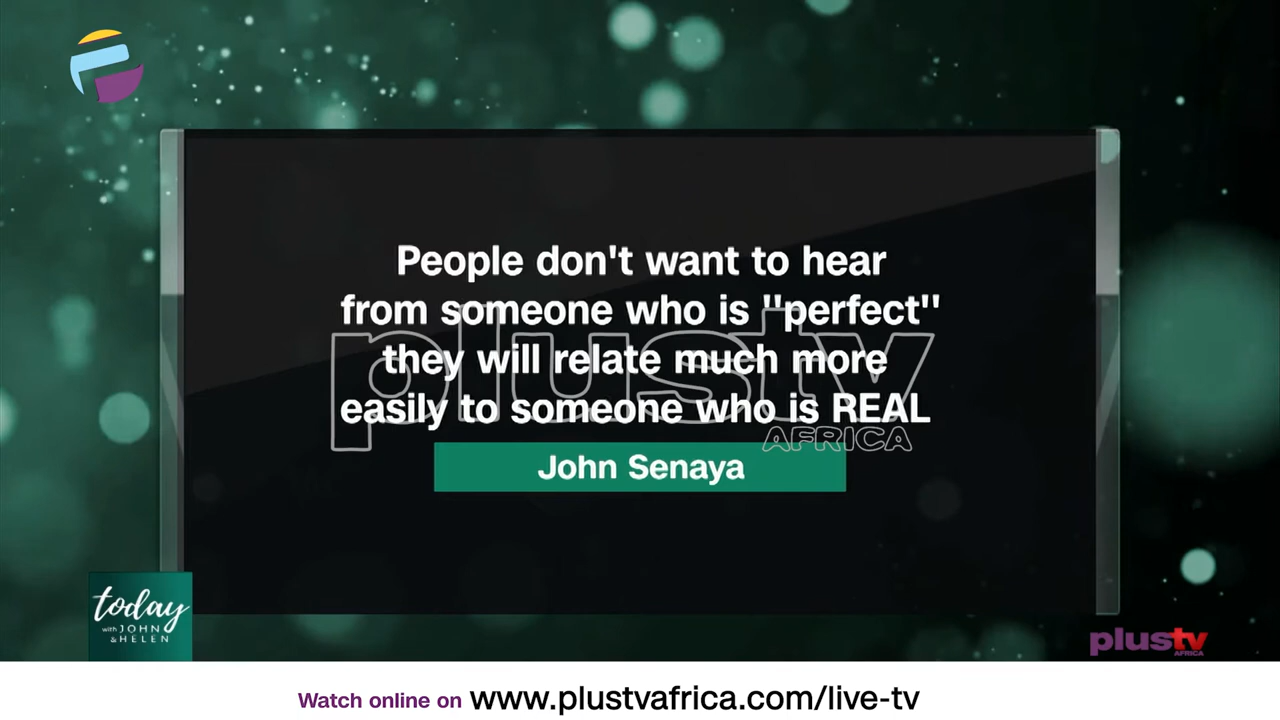 People don't want to hear
from someone who is "perfect"
they will relate much more
easily to someone who is REAL
plustv
AFRICA
John Senaya
today
with JOHN
& HELEN
plustv
AFRICA
Watch online on www.plustvafrica.com/live-tv